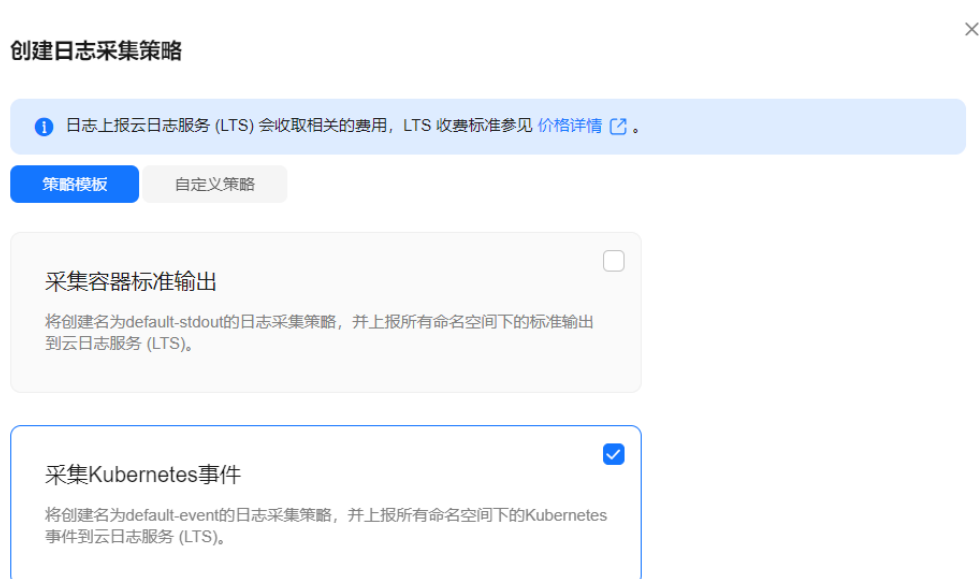 创建日志采集策略
日志上报云日志服务 (LTS) 会收取相关的费用，LTS 收费标准参见 价格详情 。
策略模板
自定义策略
采集容器标准输出
将创建名为default-stdout的日志采集策略，并上报所有命名空间下的标准输出
到云日志服务 (LTS)。
采集Kubernetes事件
将创建名为default-event的日志采集策略，并上报所有命名空间下的Kubernetes
事件到云日志服务 (LTS)。